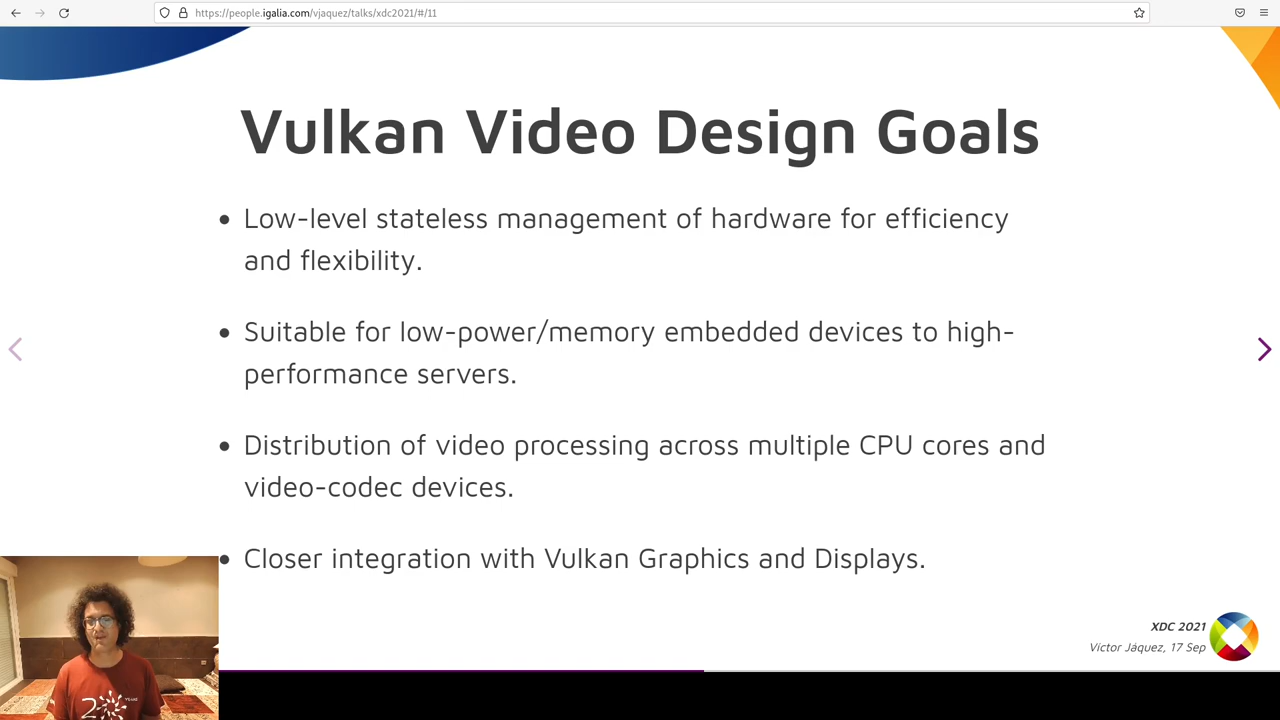 https://people.igalia.com/vjaquez/talks/xdc2021/#/11
Vulkan Video Design Goals
• Low-level stateless management of hardware for efficiency
and flexibility.
• Suitable for low-power/memory embedded devices to high-
performance servers.
• Distribution of video processing across multiple CPU cores and
video-codec devices.
• Closer integration with Vulkan Graphics and Displays.
XDC 2021
Víctor Jáquez, 17 Sep
20 YEARS